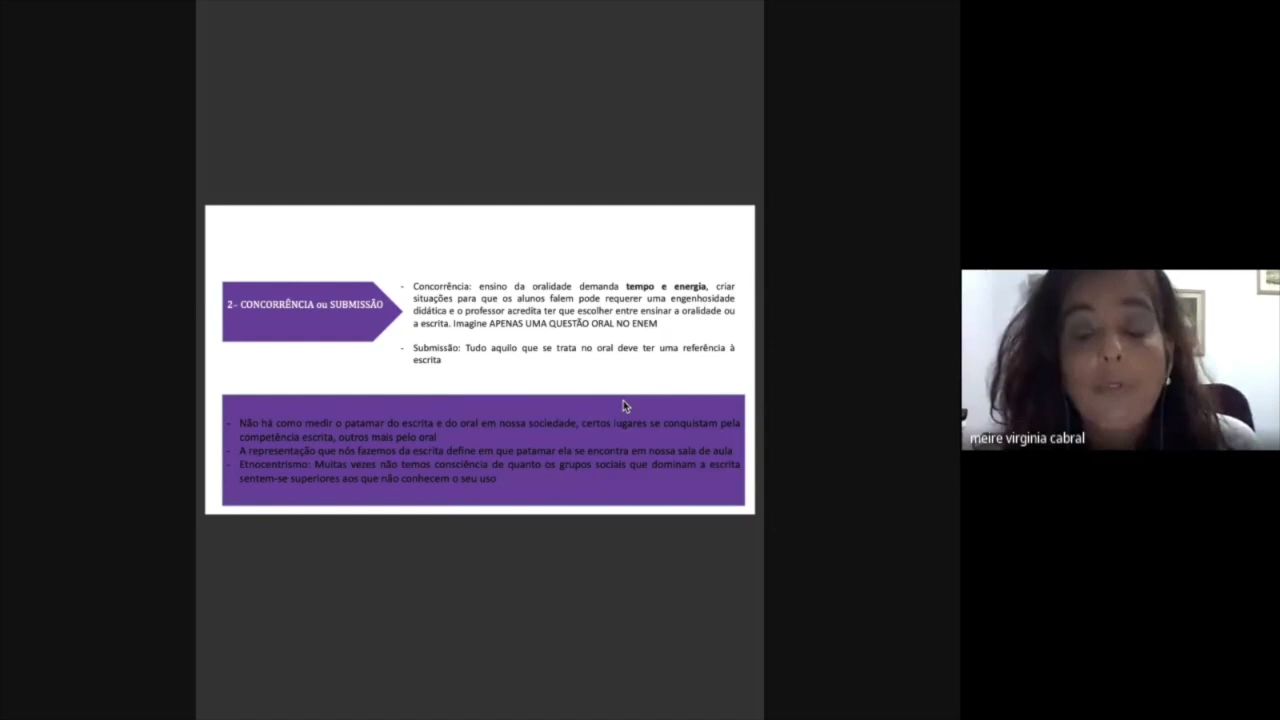 2- CONCORRÊNCIA ou SUBMISSÃO
- Concorrência: ensino da oralidade demanda tempo e energia, criar
situações para que os alunos falem pode requerer uma engenhosidade
didática e o professor acredita ter que escolher entre ensinar a oralidade ou
a escrita. Imagine APENAS UMA QUESTÃO ORAL NO ENEM
- Submissão: Tudo aquilo que se trata no oral deve ter uma referência à
escrita
- Não há como medir o patamar do escrita e do oral em nossa sociedade, certos lugares se conquistam pela
competência escrita, outros mais pelo oral
- A representação que nós fazemos da escrita define em que patamar ela se encontra em nossa sala de aula
- Etnocentrismo: Muitas vezes não temos consciência de quanto os grupos sociais que dominam a escrita
sentem-se superiores aos que não conhecem o seu uso
meire virginia cabral